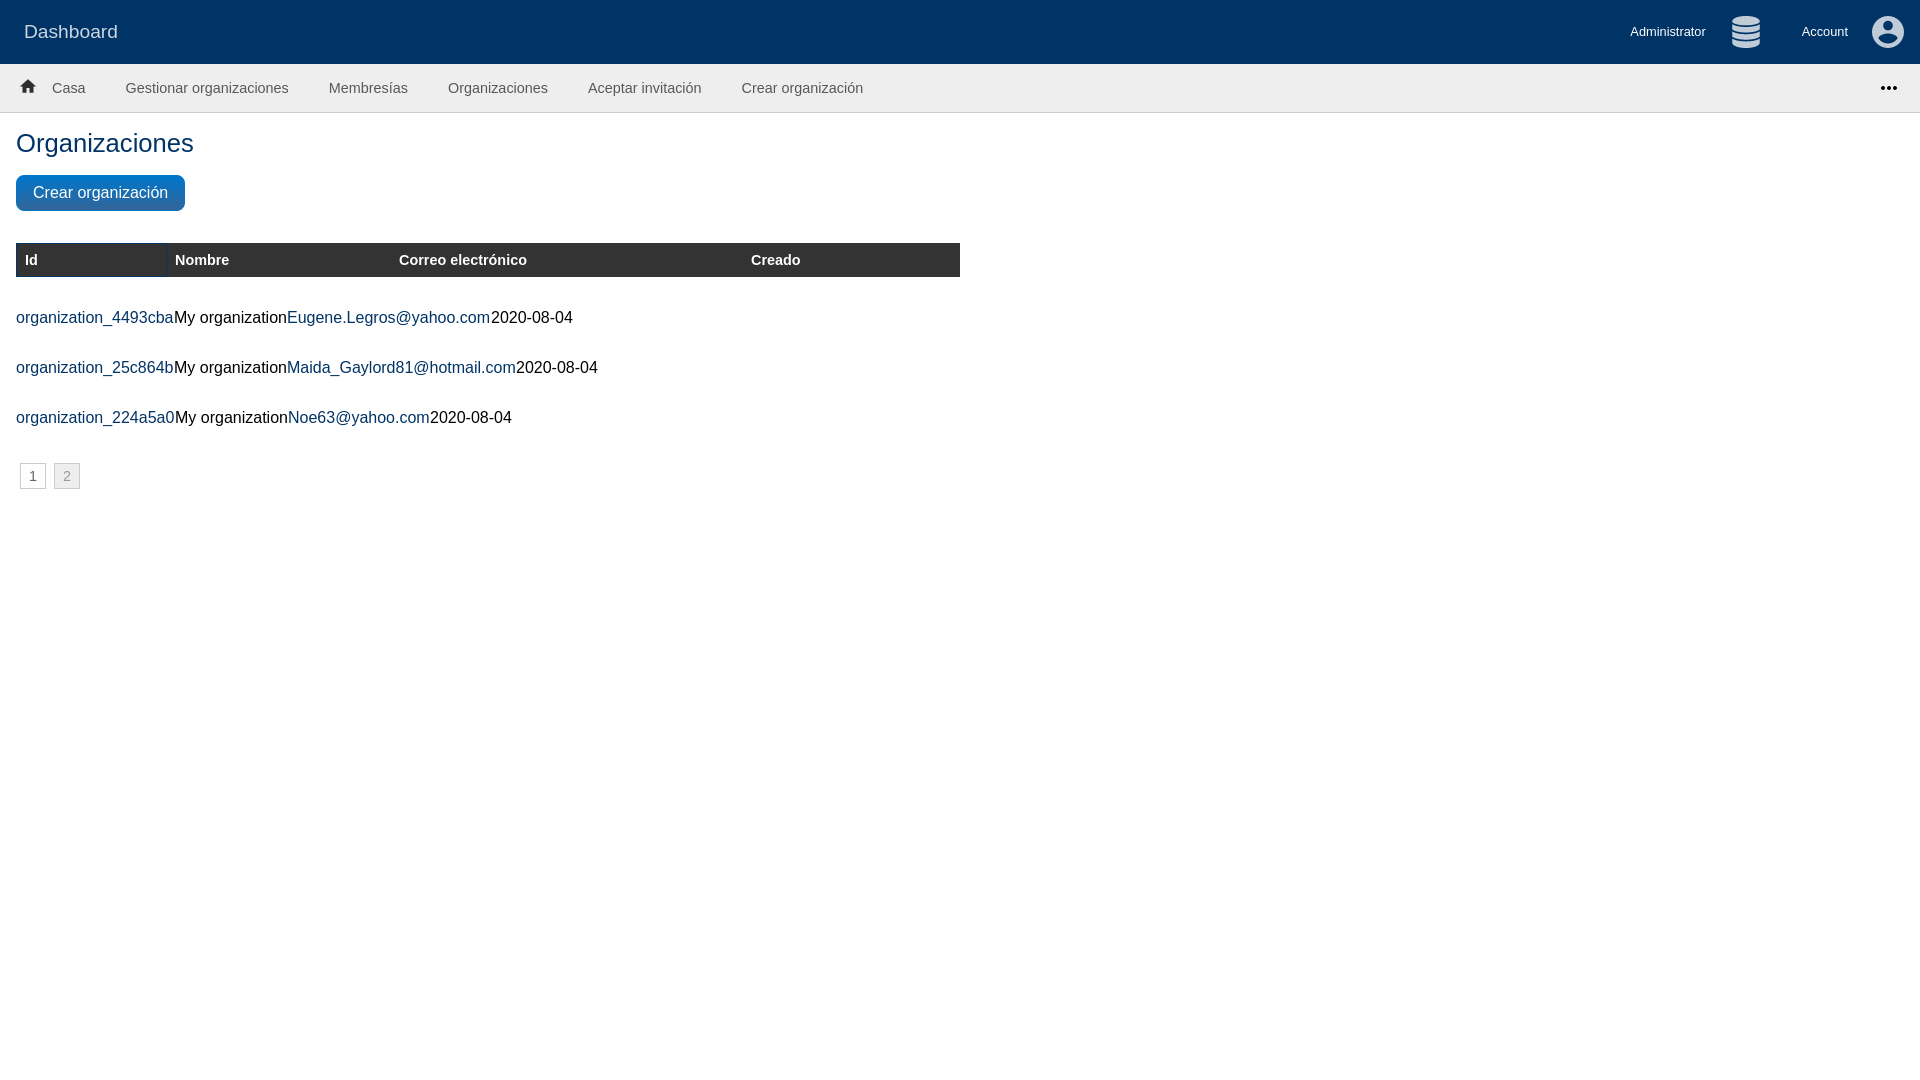 Dashboard
Administrator
Account
Casa
Gestionar organizaciones
Membresías
Organizaciones
Aceptar invitación
Crear organización
Organizaciones
Crear organización
Id Nombre Correo electrónico Creado
organization_4493cbaMy organizationEugene.Legros@yahoo.com2020-08-04
organization_25c864bMy organizationMaida_Gaylord81@hotmail.com2020-08-04
organization_224a5a0My organizationNoe63@yahoo.com2020-08-04
1 2